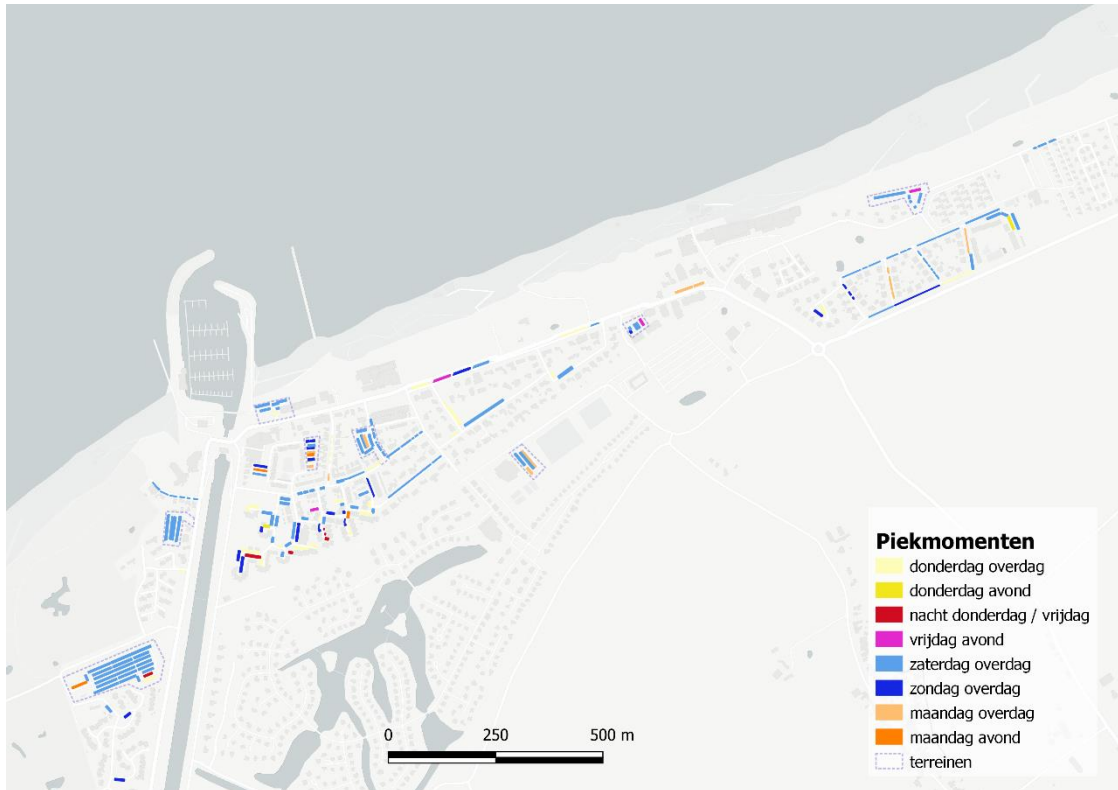 Piekmomenten
donderdag overdag
donderdag avond
nacht donderdag / vrijdag
vrijdag avond
zaterdag overdag
zondag overdag
maandag overdag
maandag avond
terreinen
0 250 500 m